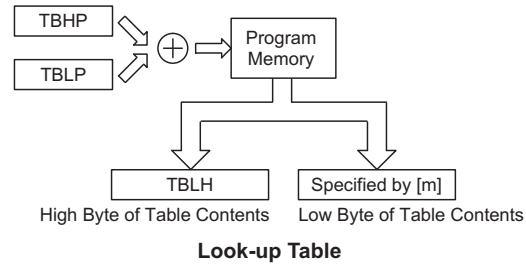 TBHP
TBLP
Program
Memory
TBLH
Specified by [m]
High Byte of Table Contents
Low Byte of Table Contents
Look-up Table